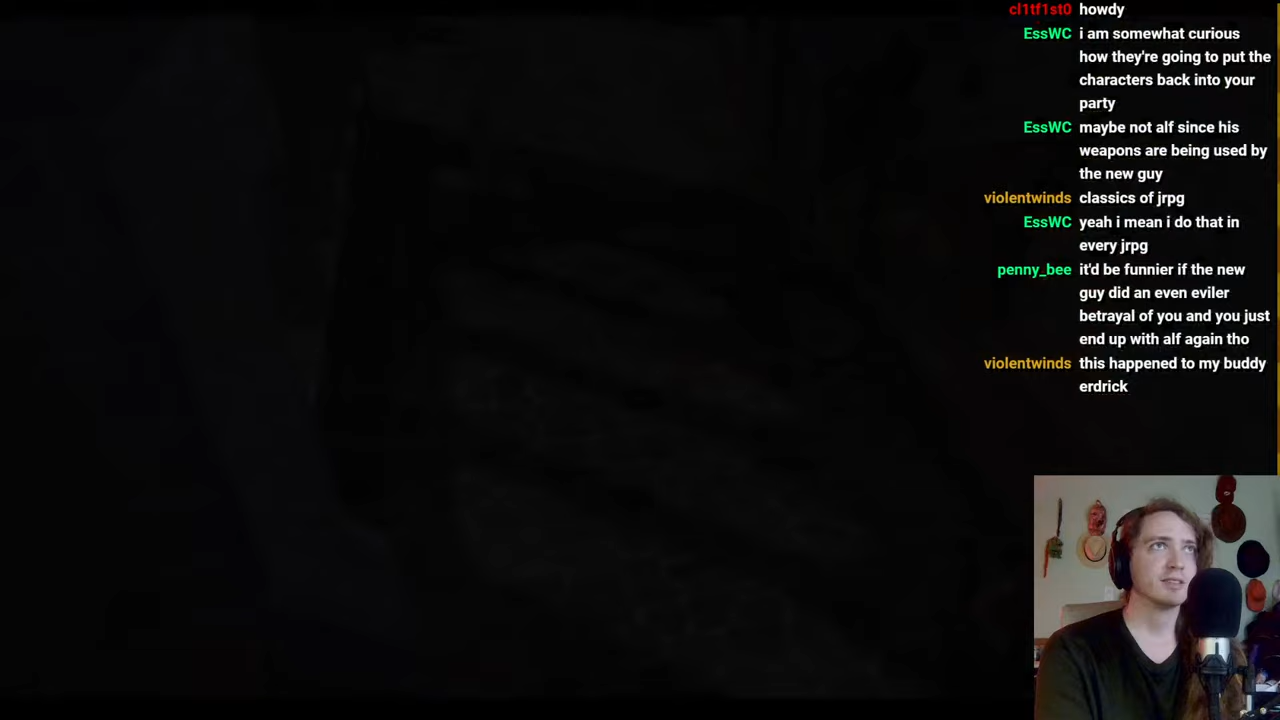 cl1tf1st0 howdy
EssWC i am somewhat curious
how they're going to put the
characters back into your
party
EssWC maybe not alf since his
weapons are being used by
the new guy
violentwinds classics of jrpg
EssWC yeah i mean i do that in
every jrpg
penny_bee it'd be funnier if the new
guy did an even eviler
betrayal of you and you just
end up with alf again tho
violentwinds this happened to my buddy
erdrick